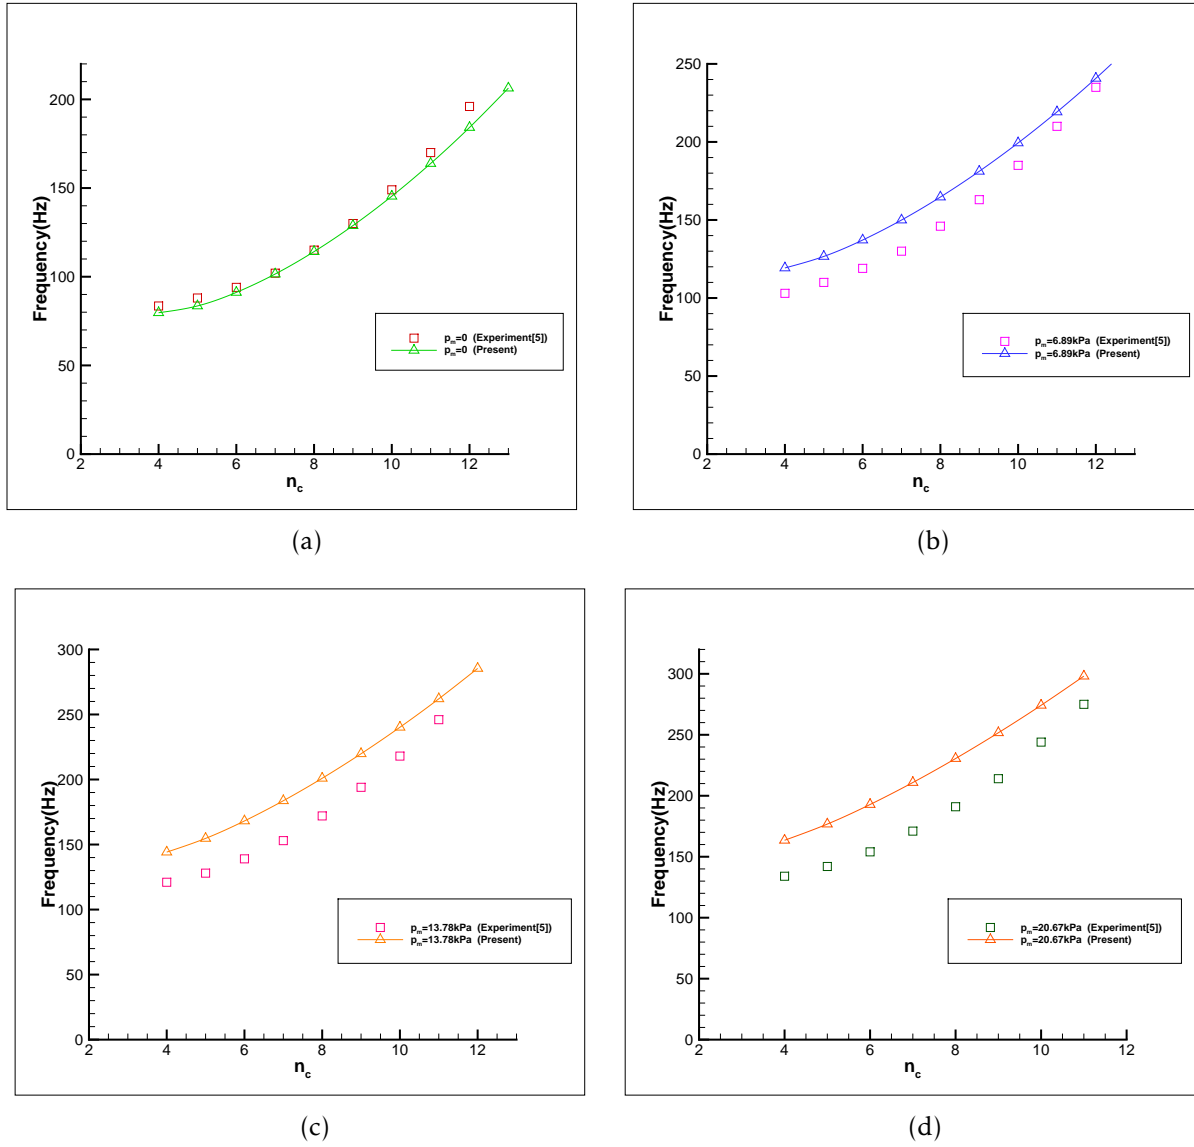 Frequency(Hz)
200
150
100
50
0
2 4 6 8 10 12
n_c
p_m=0 (Experiment[5])
p_m=0 (Present)
(a)
Frequency(Hz)
250
200
150
100
50
0
2 4 6 8 10 12
n_c
p_m=6.89kPa (Experiment[5])
p_m=6.89kPa (Present)
(b)
Frequency(Hz)
300
250
200
150
100
50
0
2 4 6 8 10 12
n_c
p_m=13.78kPa (Experiment[5])
p_m=13.78kPa (Present)
(c)
Frequency(Hz)
300
250
200
150
100
50
0
2 4 6 8 10 12
n_c
p_m=20.67kPa (Experiment[5])
p_m=20.67kPa (Present)
(d)